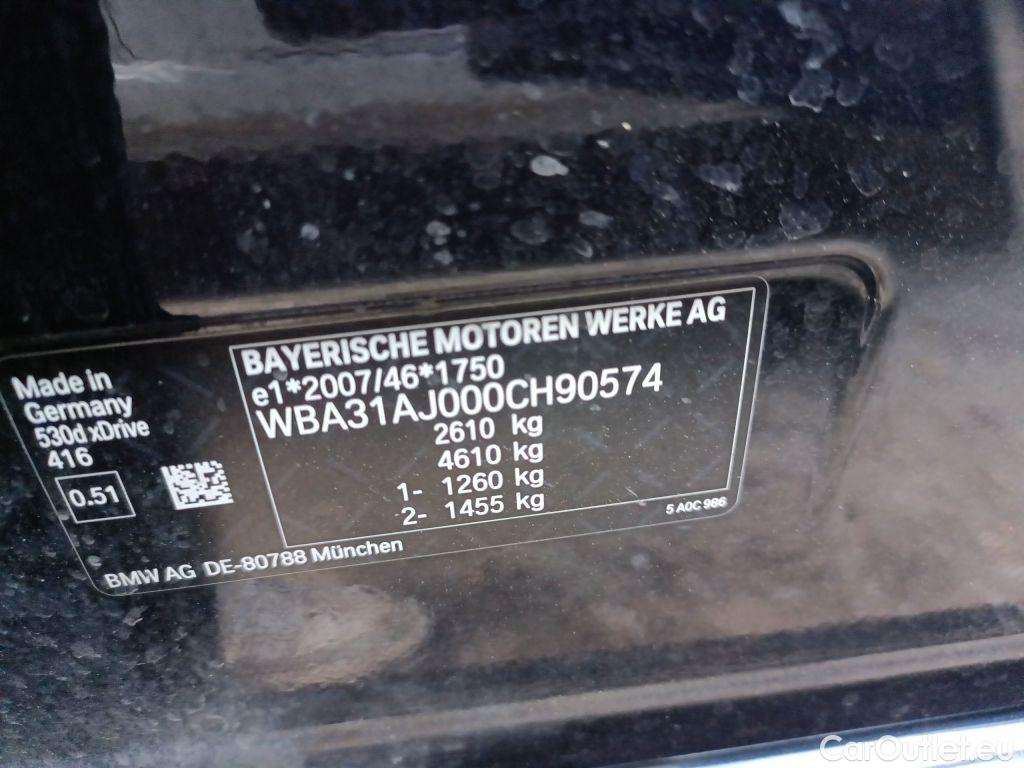 Made in
Germany
530d xDrive
416
0.51
BAYERISCHE MOTOREN WERKE AG
e1*2007/46*1750
WBA31AJ000CH90574
2610 kg
4610 kg
1- 1260 kg
2- 1455 kg
5 A0C 986
BMW AG DE-80788 München
CarOutlet.eu